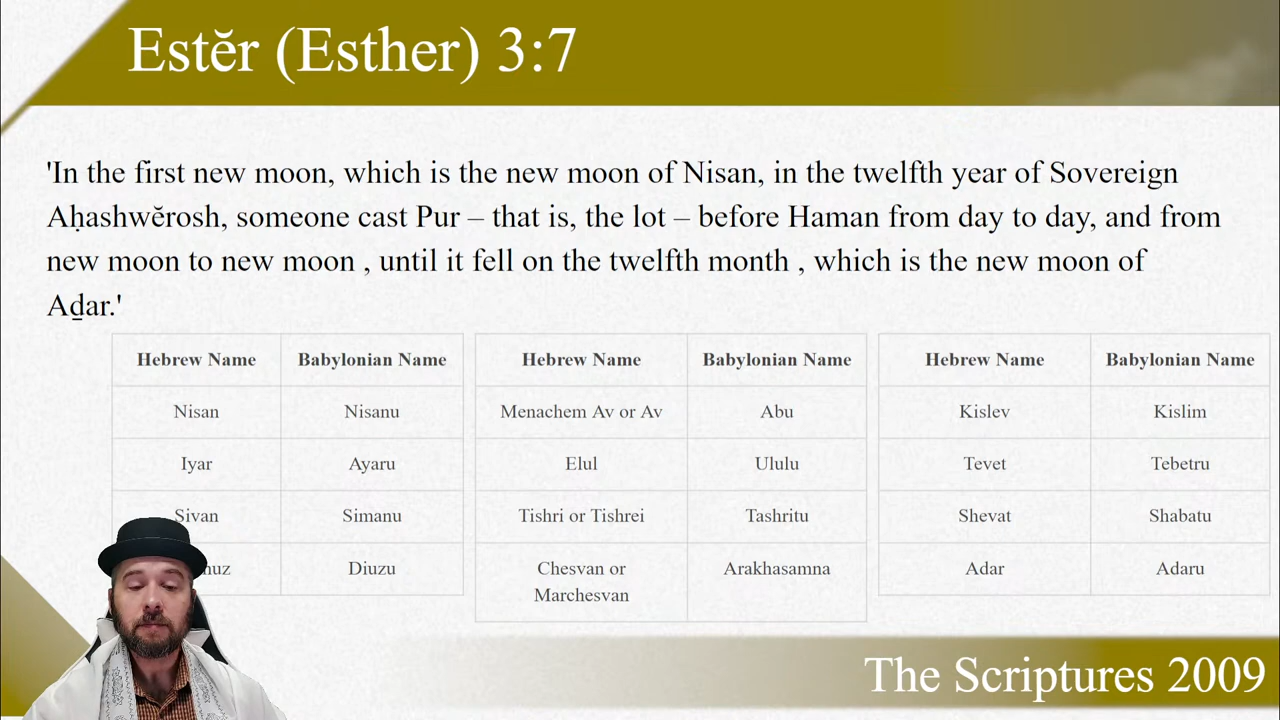 Estĕr (Esther) 3:7
'In the first new moon, which is the new moon of Nisan, in the twelfth year of Sovereign
Aḥashwĕrosh, someone cast Pur – that is, the lot – before Haman from day to day, and from
new moon to new moon , until it fell on the twelfth month , which is the new moon of
Aḏar.'
Hebrew Name Babylonian Name
Nisan Nisanu
Iyar Ayaru
Sivan Simanu
Diuzu
Hebrew Name Babylonian Name
Menachem Av or Av Abu
Elul Ululu
Tishri or Tishrei Tashritu
Chesvan or Arakhasamna
Marchesvan
Hebrew Name Babylonian Name
Kislev Kislim
Tevet Tebetru
Shevat Shabatu
Adar Adaru
The Scriptures 2009